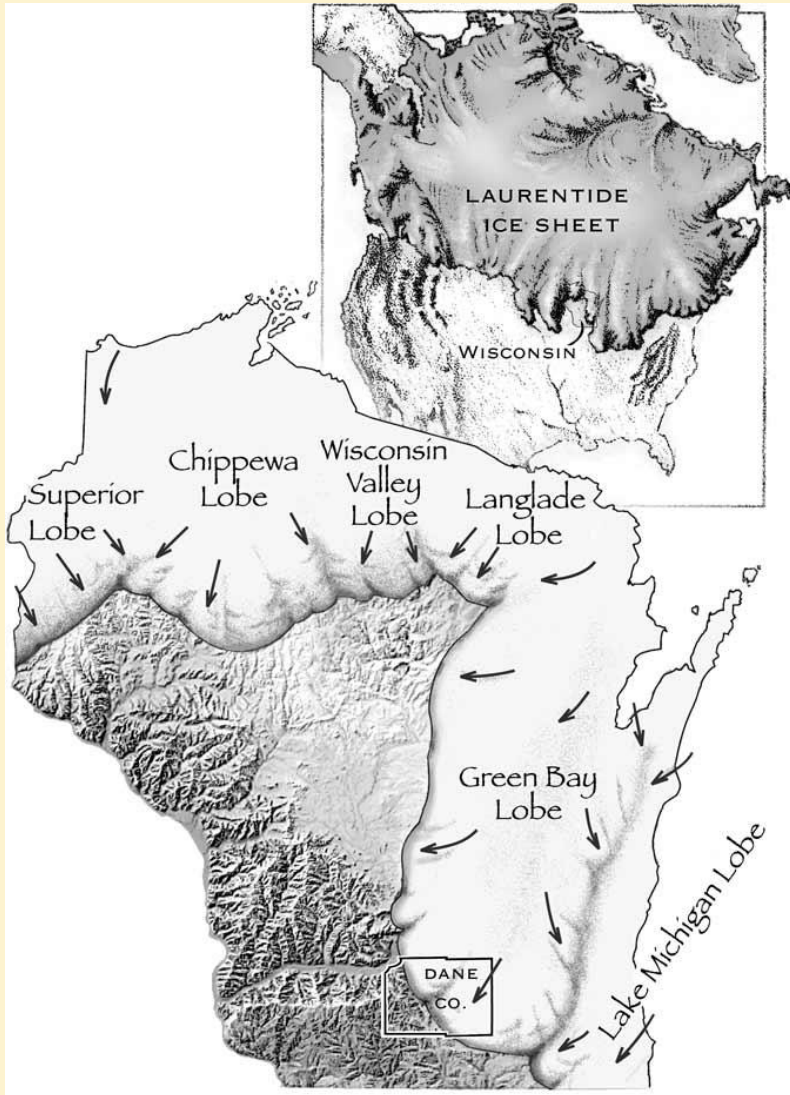 LAURENTIDE
ICE SHEET
WISCONSIN
Superior
Lobe
Chippewa
Lobe
Wisconsin
Valley
Lobe
Langlade
Lobe
Green Bay
Lobe
Lake Michigan Lobe
DANE
CO.